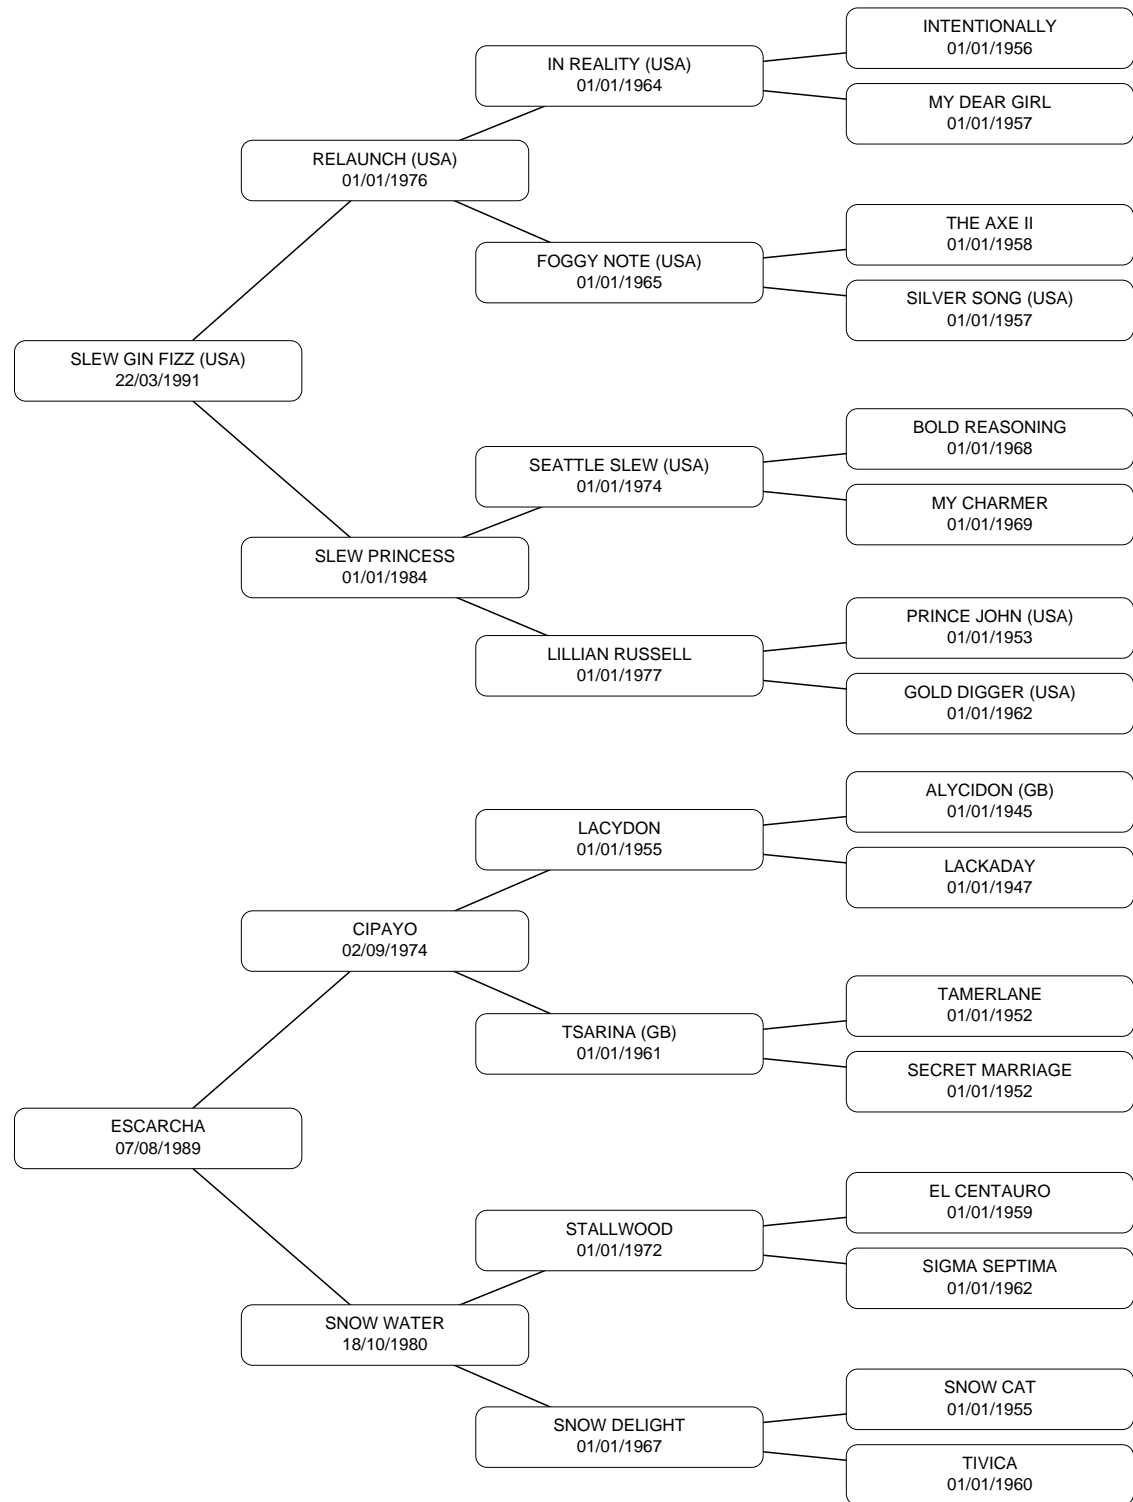 INTENTIONALLY
01/01/1956
IN REALITY (USA)
01/01/1964
MY DEAR GIRL
01/01/1957
RELAUNCH (USA)
01/01/1976
THE AXE II
01/01/1958
FOGGY NOTE (USA)
01/01/1965
SILVER SONG (USA)
01/01/1957
SLEW GIN FIZZ (USA)
22/03/1991
BOLD REASONING
01/01/1968
SEATTLE SLEW (USA)
01/01/1974
MY CHARMER
01/01/1969
SLEW PRINCESS
01/01/1984
PRINCE JOHN (USA)
01/01/1953
LILLIAN RUSSELL
01/01/1977
GOLD DIGGER (USA)
01/01/1962
ALYCIDON (GB)
01/01/1945
LACYDON
01/01/1955
LACKADAY
01/01/1947
CIPAYO
02/09/1974
TAMERLANE
01/01/1952
TSARINA (GB)
01/01/1961
SECRET MARRIAGE
01/01/1952
ESCARCHA
07/08/1989
EL CENTAURO
01/01/1959
STALLWOOD
01/01/1972
SIGMA SEPTIMA
01/01/1962
SNOW WATER
18/10/1980
SNOW CAT
01/01/1955
SNOW DELIGHT
01/01/1967
TIVICA
01/01/1960